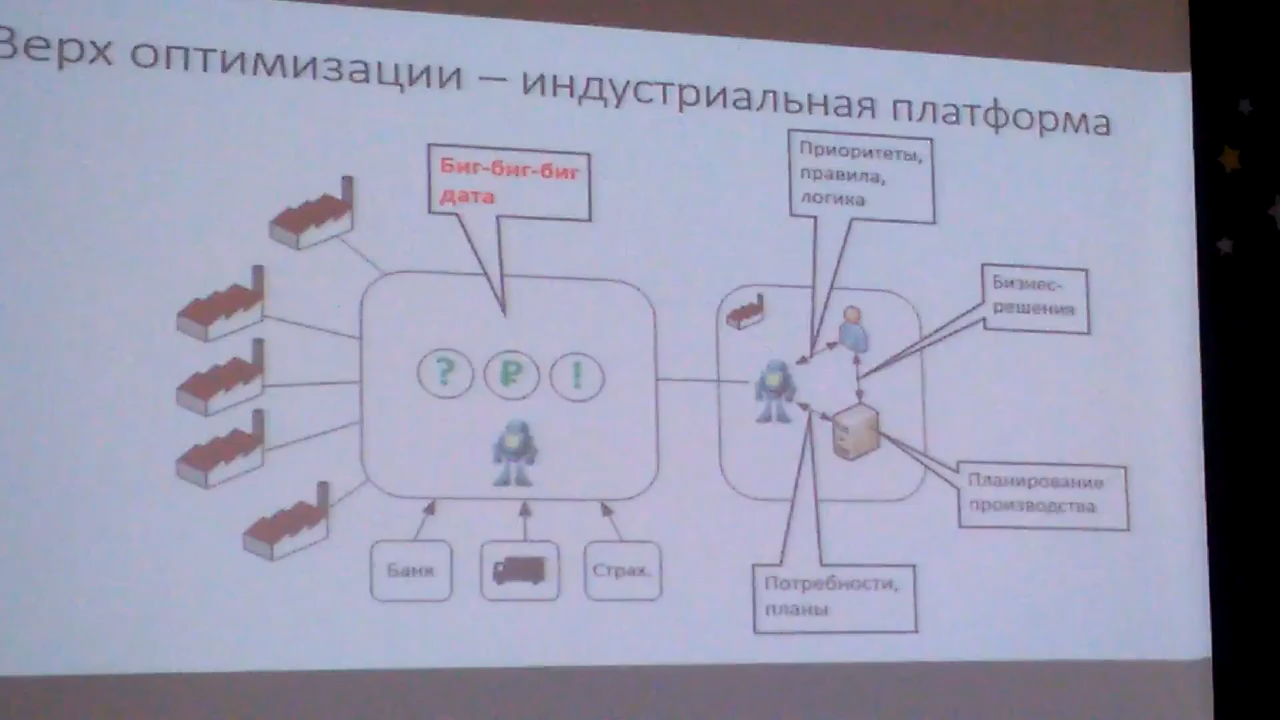 Верх оптимизации – индустриальная платформа
Биг-биг-биг
дата
Приоритеты,
правила,
логика
Бизнес-
решения
? ₽ !
Планирование
производства
Банк
Страх.
Потребности,
планы